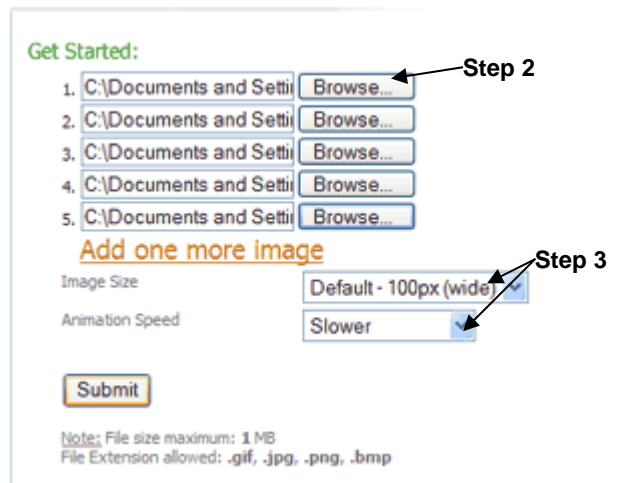 Get Started:
Step 2
1. C:\Documents and Setti Browse...
2. C:\Documents and Setti Browse...
3. C:\Documents and Setti Browse...
4. C:\Documents and Setti Browse...
5. C:\Documents and Setti Browse...
Add one more image
Step 3
Image Size Default - 100px (wide)
Animation Speed Slower
Submit
Note: File size maximum: 1 MB
File Extension allowed: .gif, .jpg, .png, .bmp